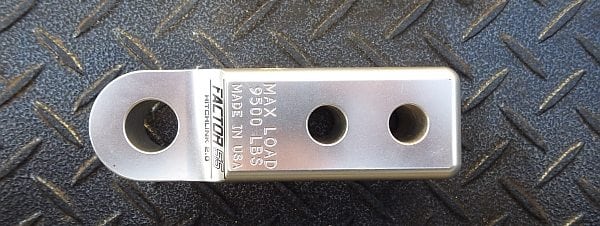 FACTOR 55
HITCHLINK 2.0
MAX LOAD
9500 LBS
MADE IN USA